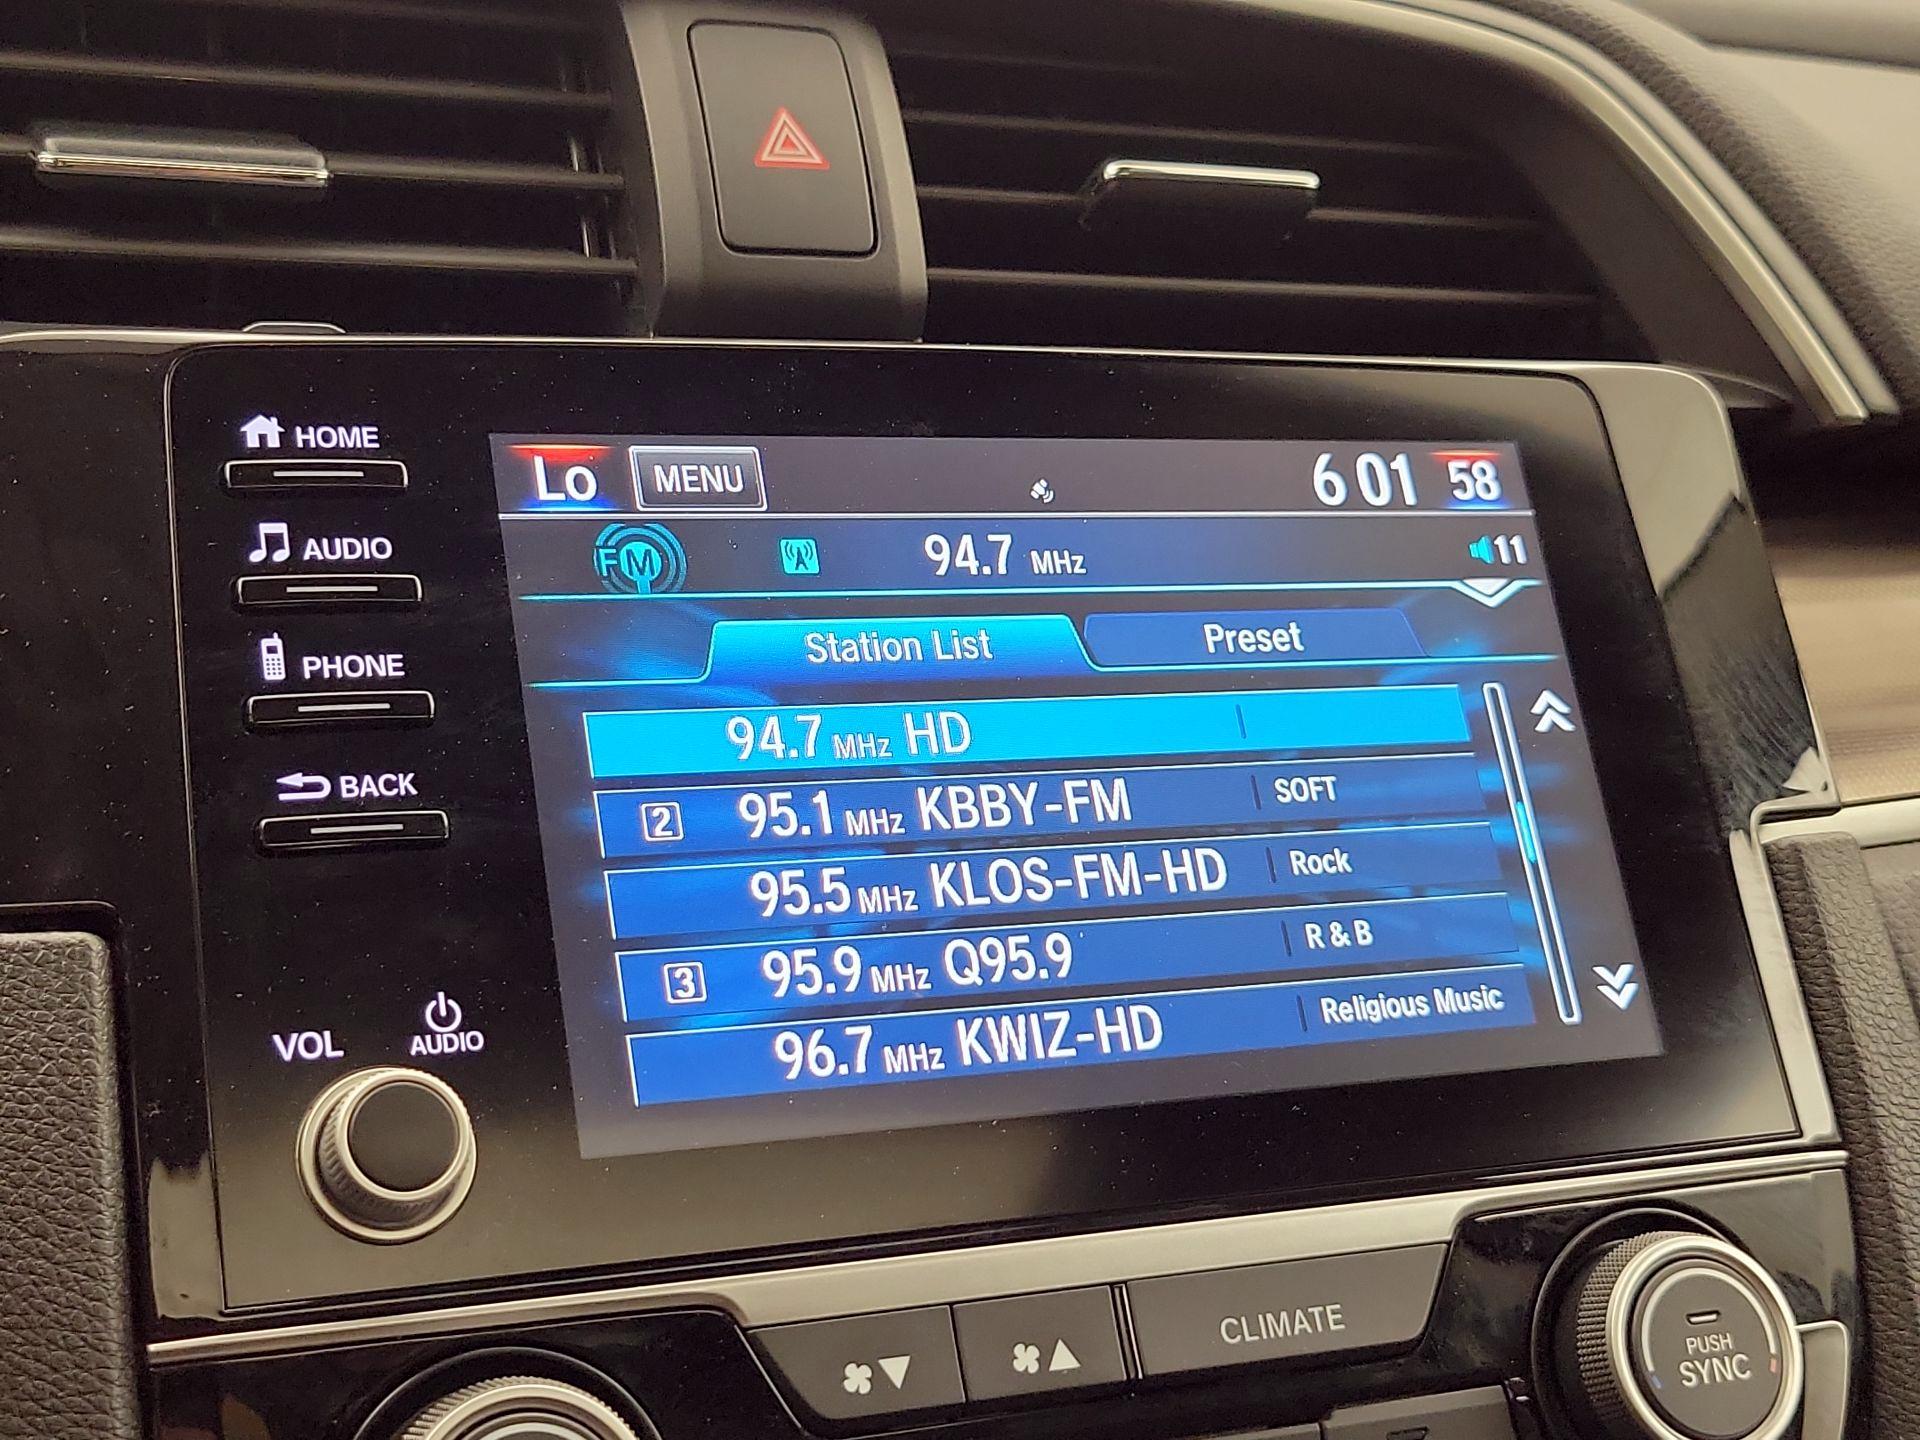 HOME
AUDIO
PHONE
BACK
VOL
AUDIO
Lo MENU 6 01 58
FM 94.7 MHz 11
Station List Preset
94.7 MHz HD
2 95.1 MHz KBBY-FM SOFT
95.5 MHz KLOS-FM-HD Rock
3 95.9 MHz Q95.9 R & B
96.7 MHz KWIZ-HD Religious Music
CLIMATE
PUSH
SYNC